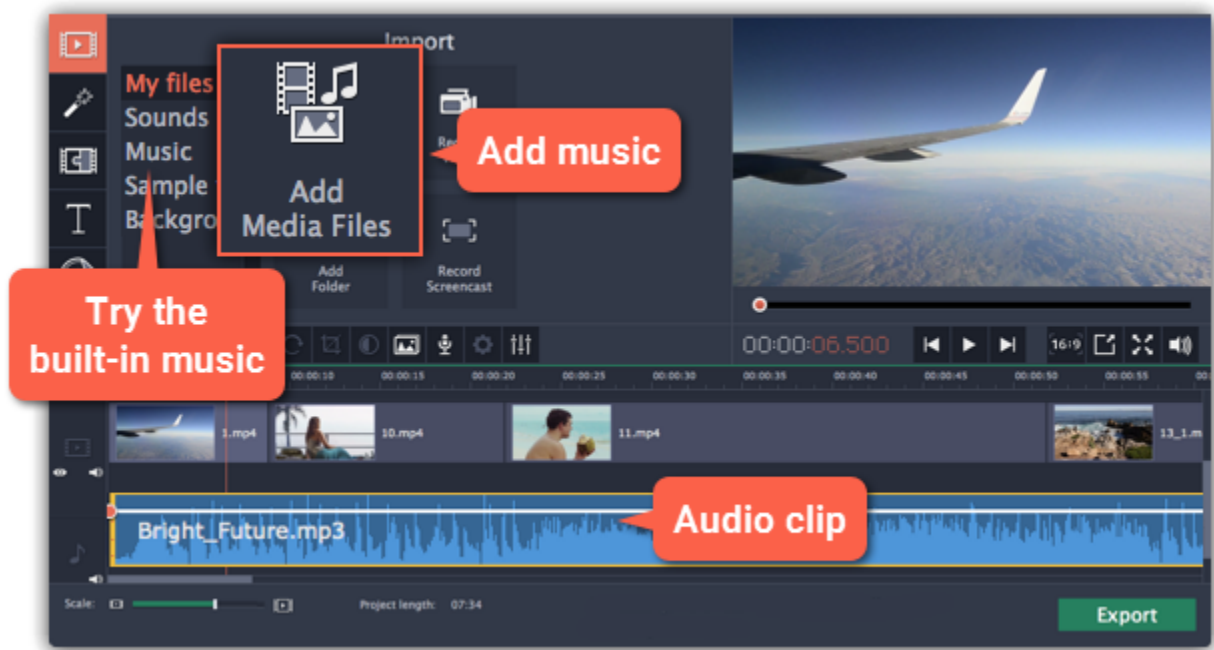 Import
My files
Sounds
Music
Sample
Backgro
Add
Media Files
Add music
Add
Folder
Record
Screencast
Try the
built-in music
00:00:06.500
16:9
00:00:10 00:00:15 00:00:20 00:00:25 00:00:30 00:00:35 00:00:40 00:00:45 00:00:50 00:00:55
1.mp4 10.mp4 11.mp4 13_1.m
Bright_Future.mp3
Audio clip
Scale: Project length: 07:34
Export